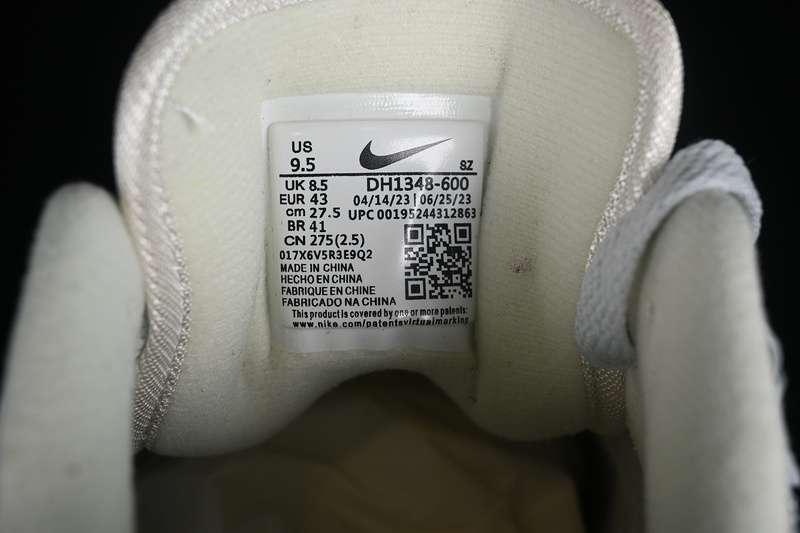 US
9.5
8Z
UK 8.5
DH1348-600
EUR 43
04/14/23 | 06/25/23
cm 27.5
UPC 00195244312863
BR 41
CN 275(2.5)
017X6V5R3E9Q2
MADE IN CHINA
HECHO EN CHINA
FABRIQUE EN CHINE
FABRICADO NA CHINA
This product is covered by one or more patents:
www.nike.com/patentsvirtualmarking